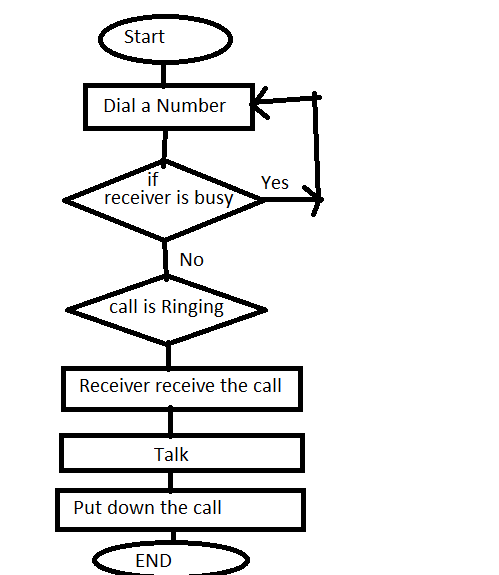 Start
Dial a Number
if
receiver is busy
Yes
No
call is Ringing
Receiver receive the call
Talk
Put down the call
END